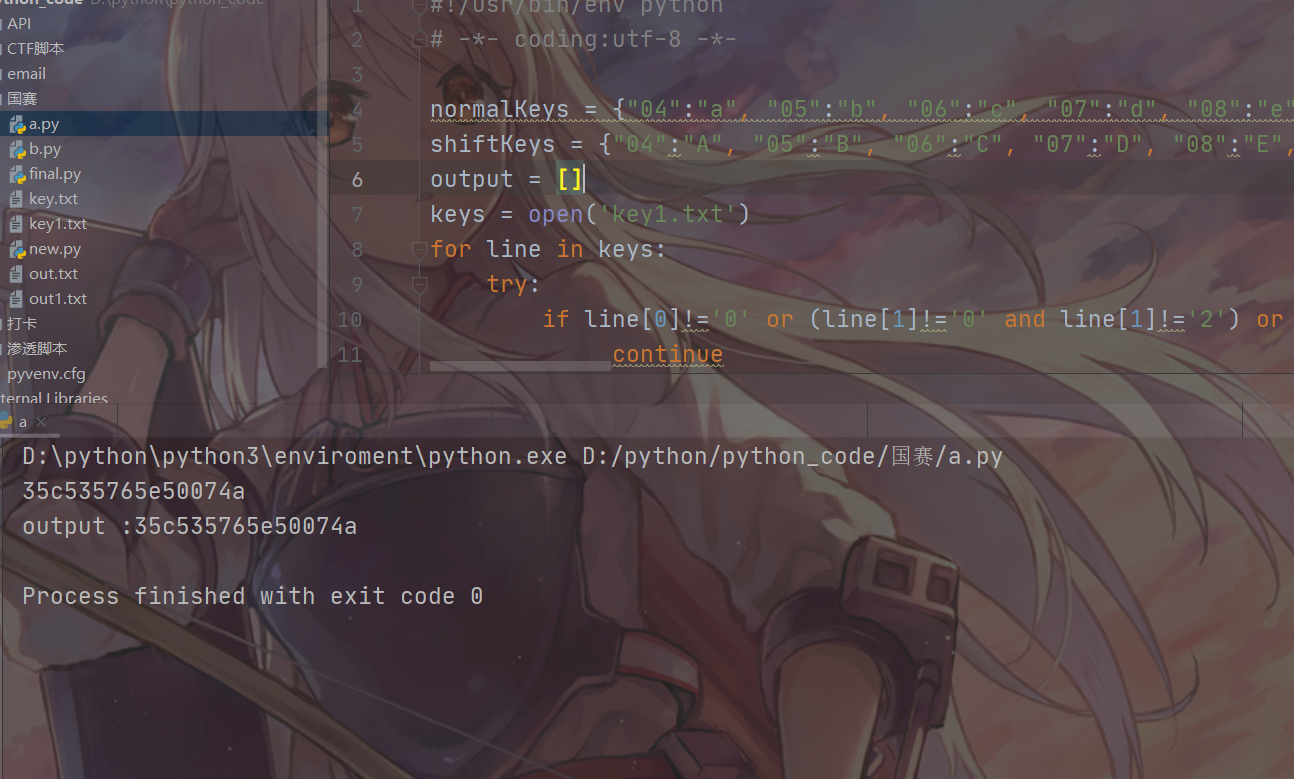 python_code D:\python\python_code
API
CTF脚本
email
国赛
a.py
b.py
final.py
key.txt
key1.txt
new.py
out.txt
out1.txt
打卡
渗透脚本
pyvenv.cfg
ternal Libraries
1 #!/usr/bin/env python
2 # -*- coding:utf-8 -*-
3
4 normalKeys = {"04":"a", "05":"b", "06":"c", "07":"d", "08":"e"
5 shiftKeys = {"04":"A", "05":"B", "06":"C", "07":"D", "08":"E",
6 output = []
7 keys = open('key1.txt')
8 for line in keys:
9 try:
10 if line[0]!='0' or (line[1]!='0' and line[1]!='2') or
11 continue
a
D:\python\python3\enviroment\python.exe D:/python/python_code/国赛/a.py
35c535765e50074a
output :35c535765e50074a
Process finished with exit code 0